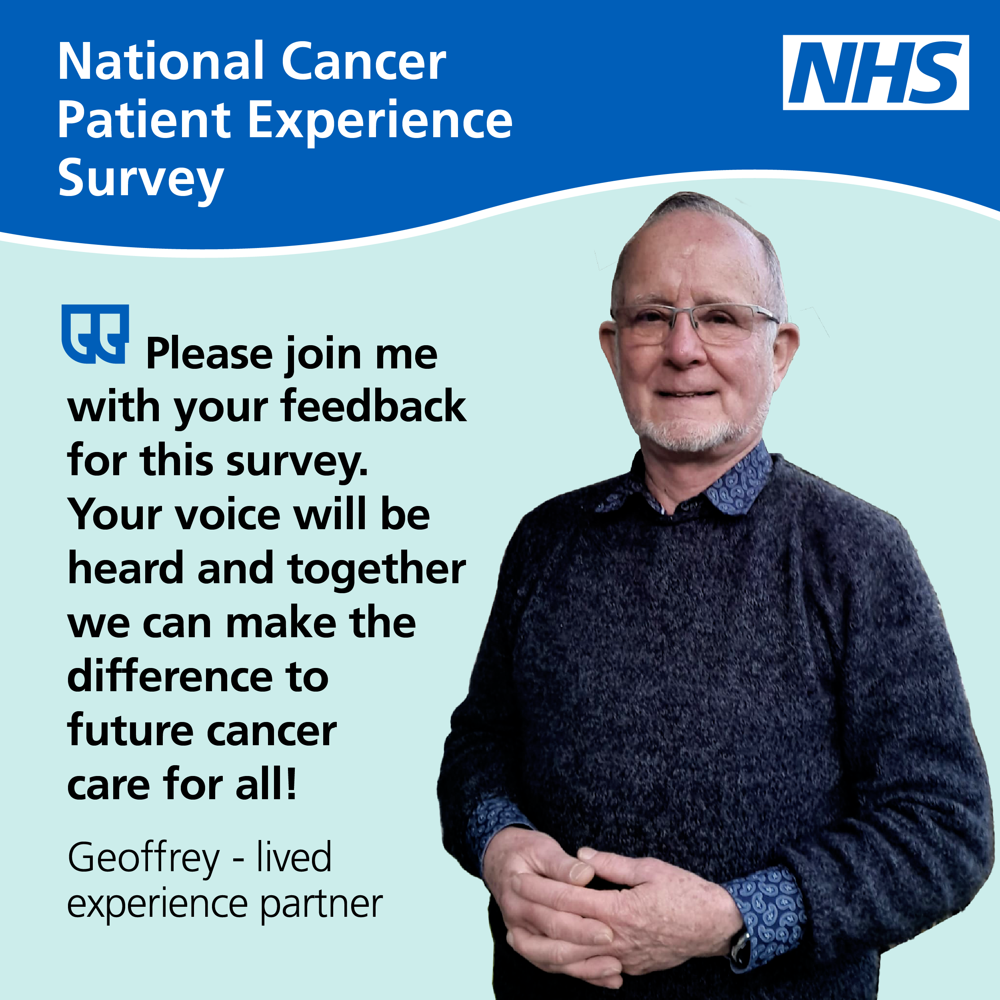 National Cancer
Patient Experience
Survey
NHS
Please join me
with your feedback
for this survey.
Your voice will be
heard and together
we can make the
difference to
future cancer
care for all!
Geoffrey - lived
experience partner